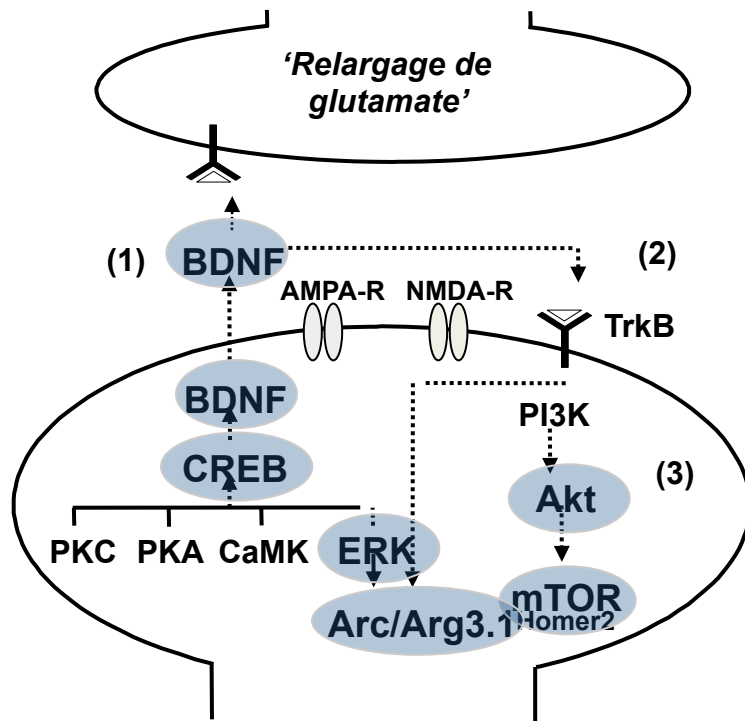 ‘Relargage de
glutamate’
(1)
BDNF
(2)
AMPA-R NMDA-R
TrkB
BDNF
PI3K
CREB
(3)
Akt
PKC PKA CaMK
ERK
mTOR
Arc/Arg3.1
Homer2